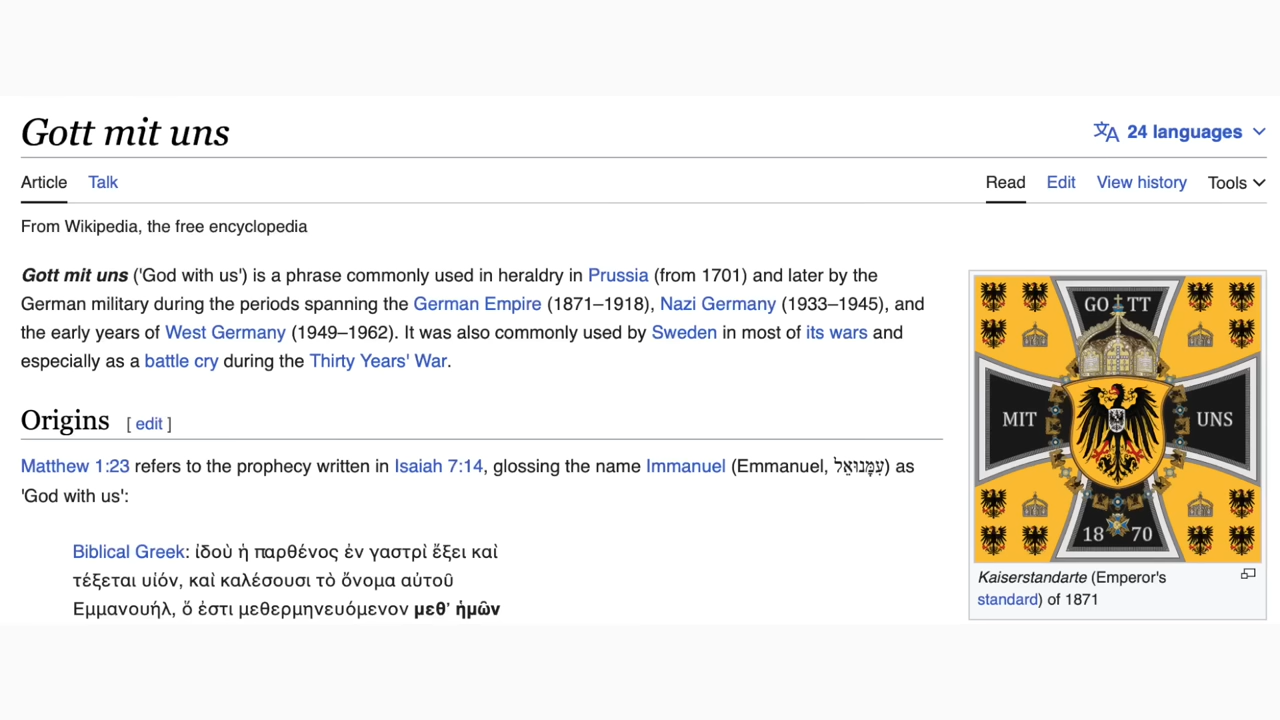 Gott mit uns
24 languages
Article Talk
Read Edit View history Tools
From Wikipedia, the free encyclopedia
Gott mit uns ('God with us') is a phrase commonly used in heraldry in Prussia (from 1701) and later by the
German military during the periods spanning the German Empire (1871–1918), Nazi Germany (1933–1945), and
the early years of West Germany (1949–1962). It was also commonly used by Sweden in most of its wars and
especially as a battle cry during the Thirty Years' War.
Origins [ edit ]
Matthew 1:23 refers to the prophecy written in Isaiah 7:14, glossing the name Immanuel (Emmanuel, עִמָּנוּאֵל) as
'God with us':
Biblical Greek: ἰδοὺ ἡ παρθένος ἐν γαστρὶ ἕξει καὶ
τέξεται υἱόν, καὶ καλέσουσι τὸ ὄνομα αὐτοῦ
Εμμανουήλ, ὅ ἐστι μεθερμηνευόμενον μεθ' ἡμῶν
GO TT
MIT UNS
18 70
Kaiserstandarte (Emperor's
standard) of 1871